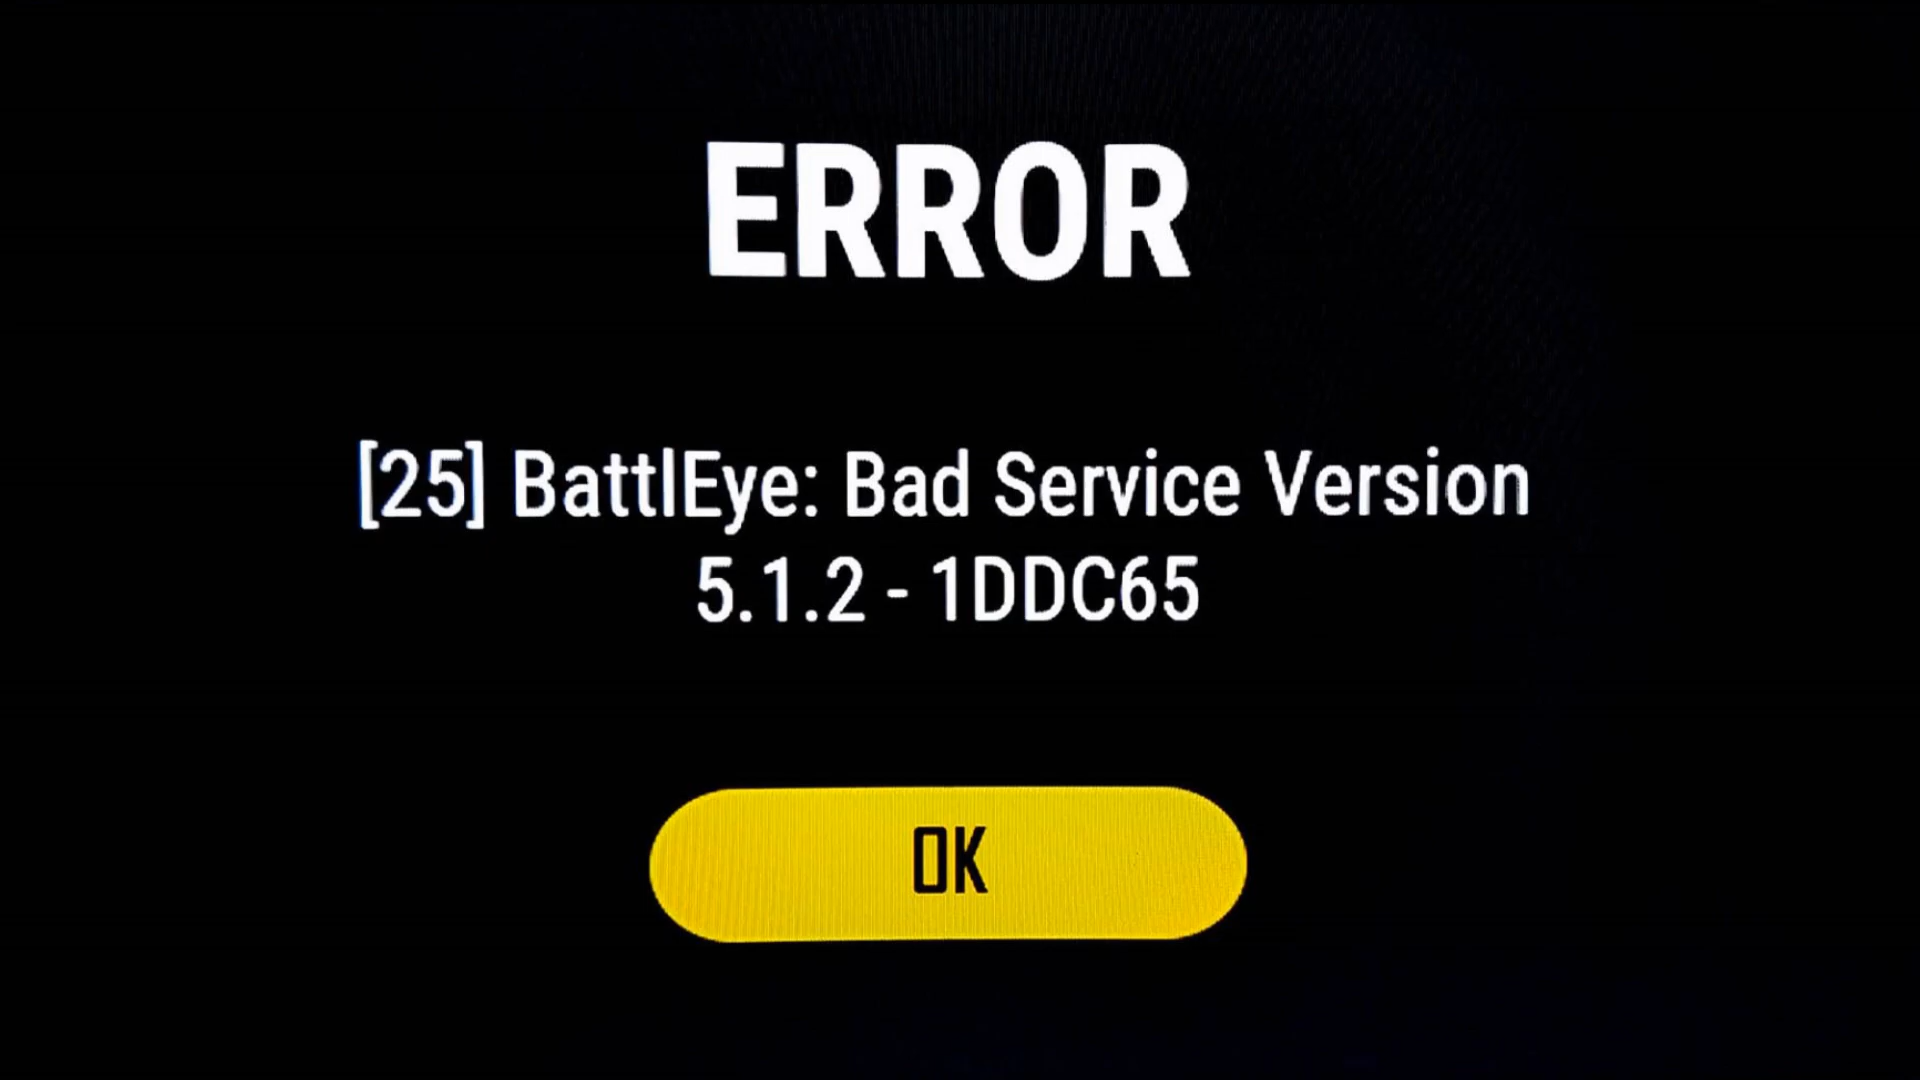 ERROR
[25] BattlEye: Bad Service Version
5.1.2 - 1DDC65
OK